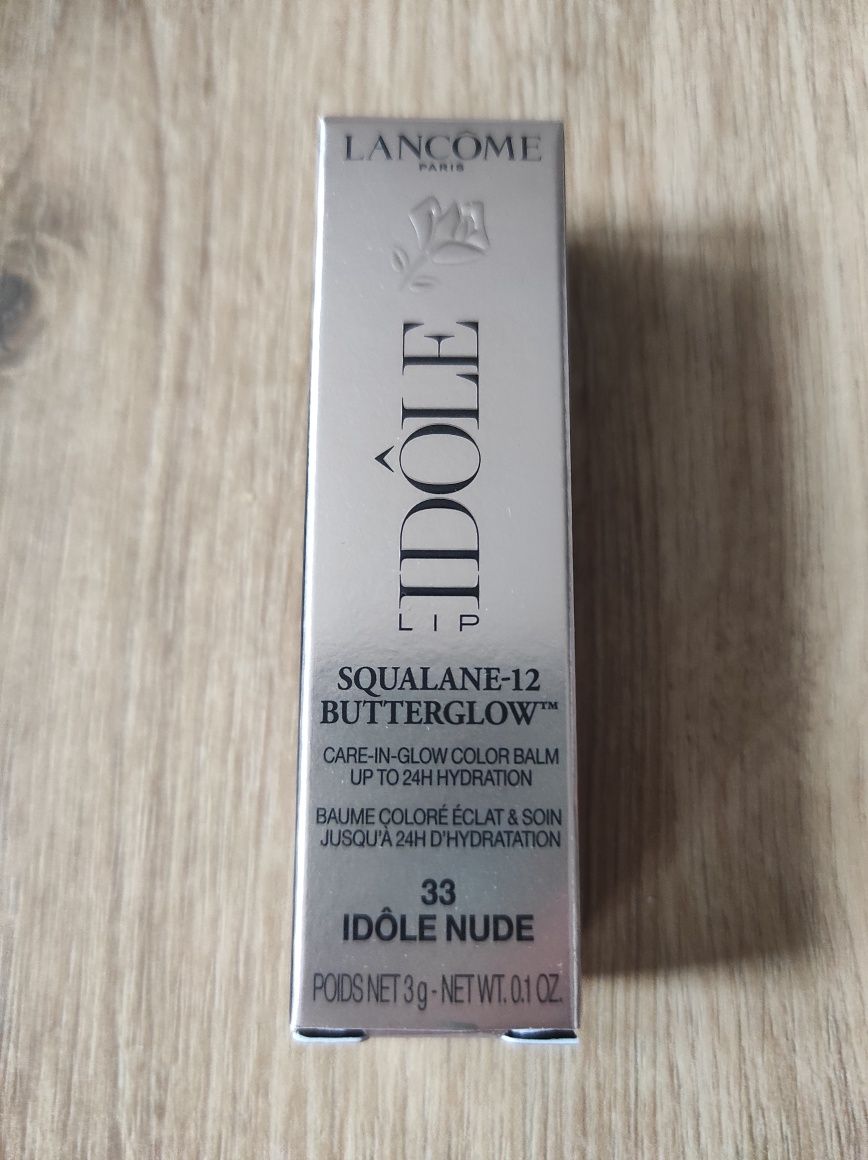 LANCÔME
PARIS
IDÔLE
LIP
SQUALANE-12
BUTTERGLOW™
CARE-IN-GLOW COLOR BALM
UP TO 24H HYDRATION
BAUME COLORÉ ÉCLAT & SOIN
JUSQU'À 24H D'HYDRATATION
33
IDÔLE NUDE
POIDS NET 3 g - NET WT. 0.1 OZ.